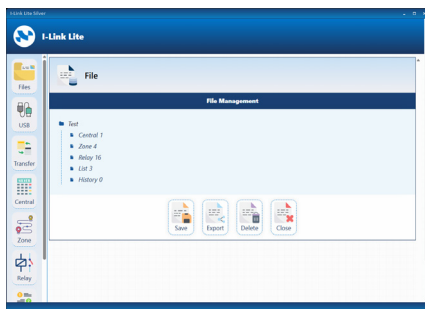 I-Link Lite Silver
I-Link Lite
Files
USB
Transfer
Central
Zone
Relay
File
File Management
Test
Central 1
Zone 4
Relay 16
List 3
History 0
Save
Export
Delete
Close